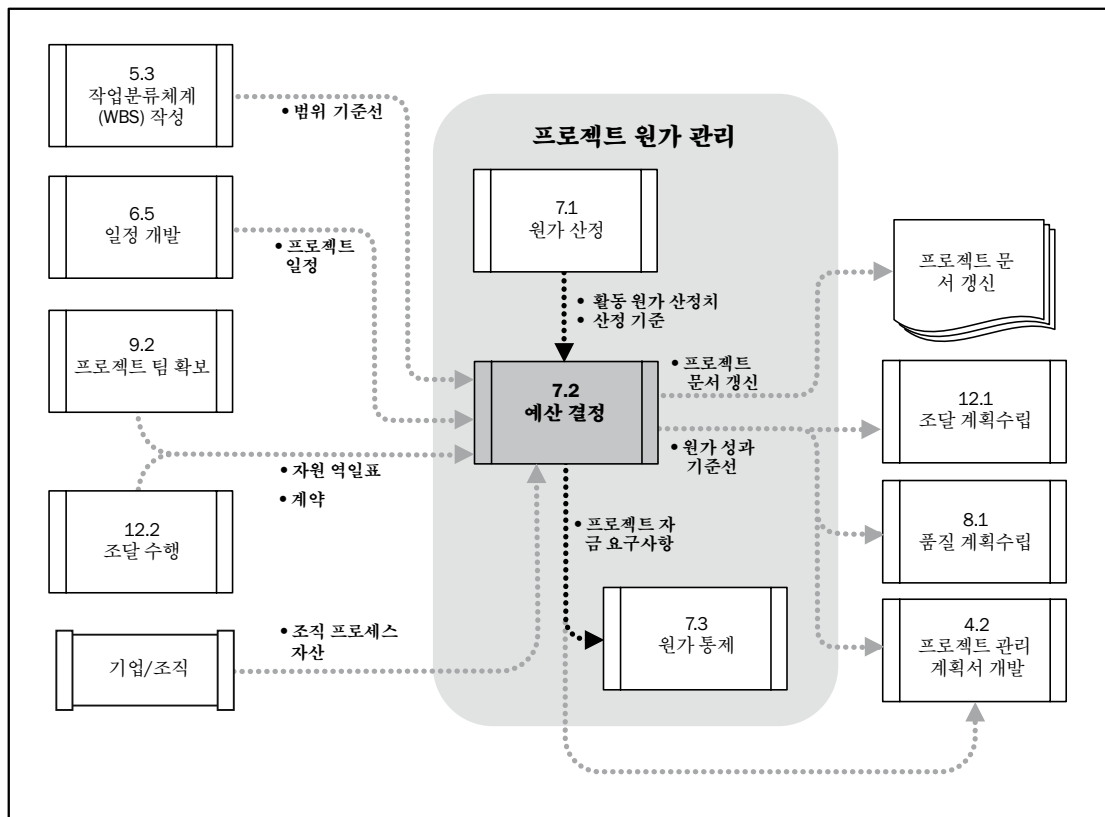 5.3
작업분류체계
(WBS) 작성
• 범위 기준선
프로젝트 원가 관리
6.5
일정 개발
• 프로젝트
일정
7.1
원가 산정
• 활동 원가 산정치
• 산정 기준
프로젝트 문
서 갱신
9.2
프로젝트 팀 확보
7.2
예산 결정
• 프로젝트
문서 갱신
• 원가 성과
기준선
12.1
조달 계획수립
• 자원 역일표
• 계약
12.2
조달 수행
• 프로젝트 자
금 요구사항
8.1
품질 계획수립
기업/조직
• 조직 프로세스
자산
7.3
원가 통제
4.2
프로젝트 관리
계획서 개발